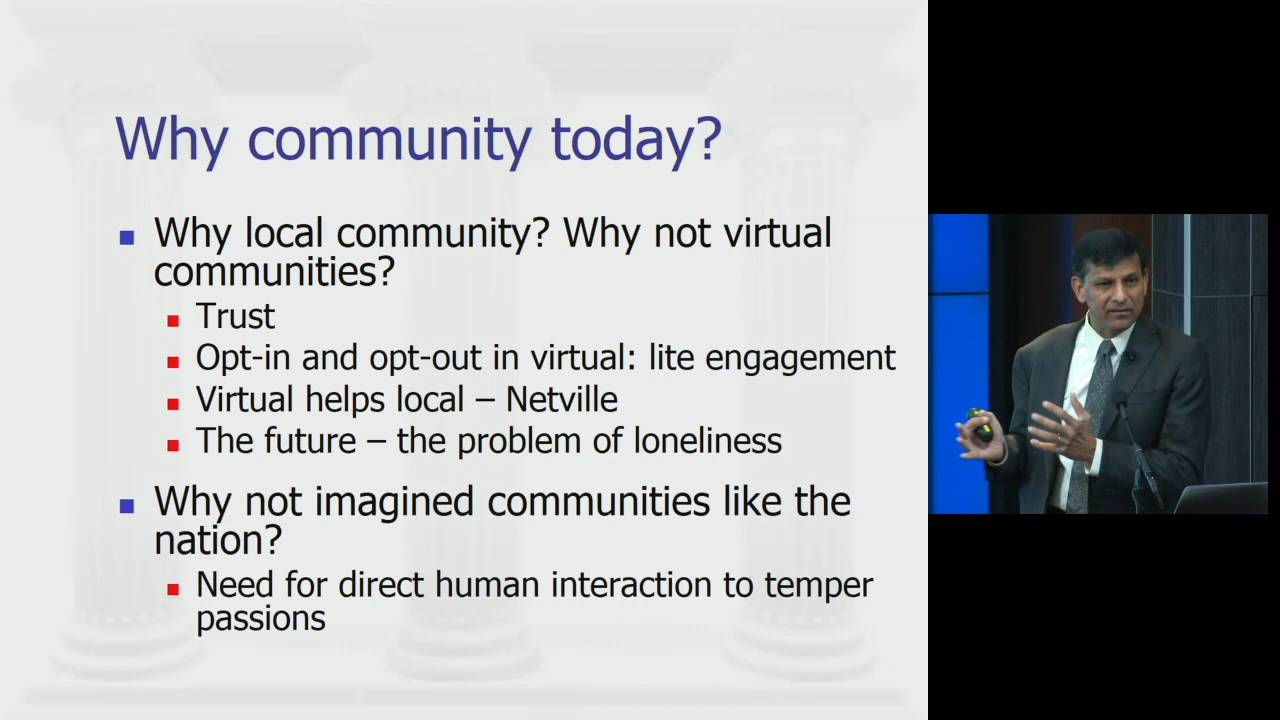 Why community today?
Why local community? Why not virtual
communities?
Trust
Opt-in and opt-out in virtual: lite engagement
Virtual helps local – Netville
The future – the problem of loneliness
Why not imagined communities like the
nation?
Need for direct human interaction to temper
passions